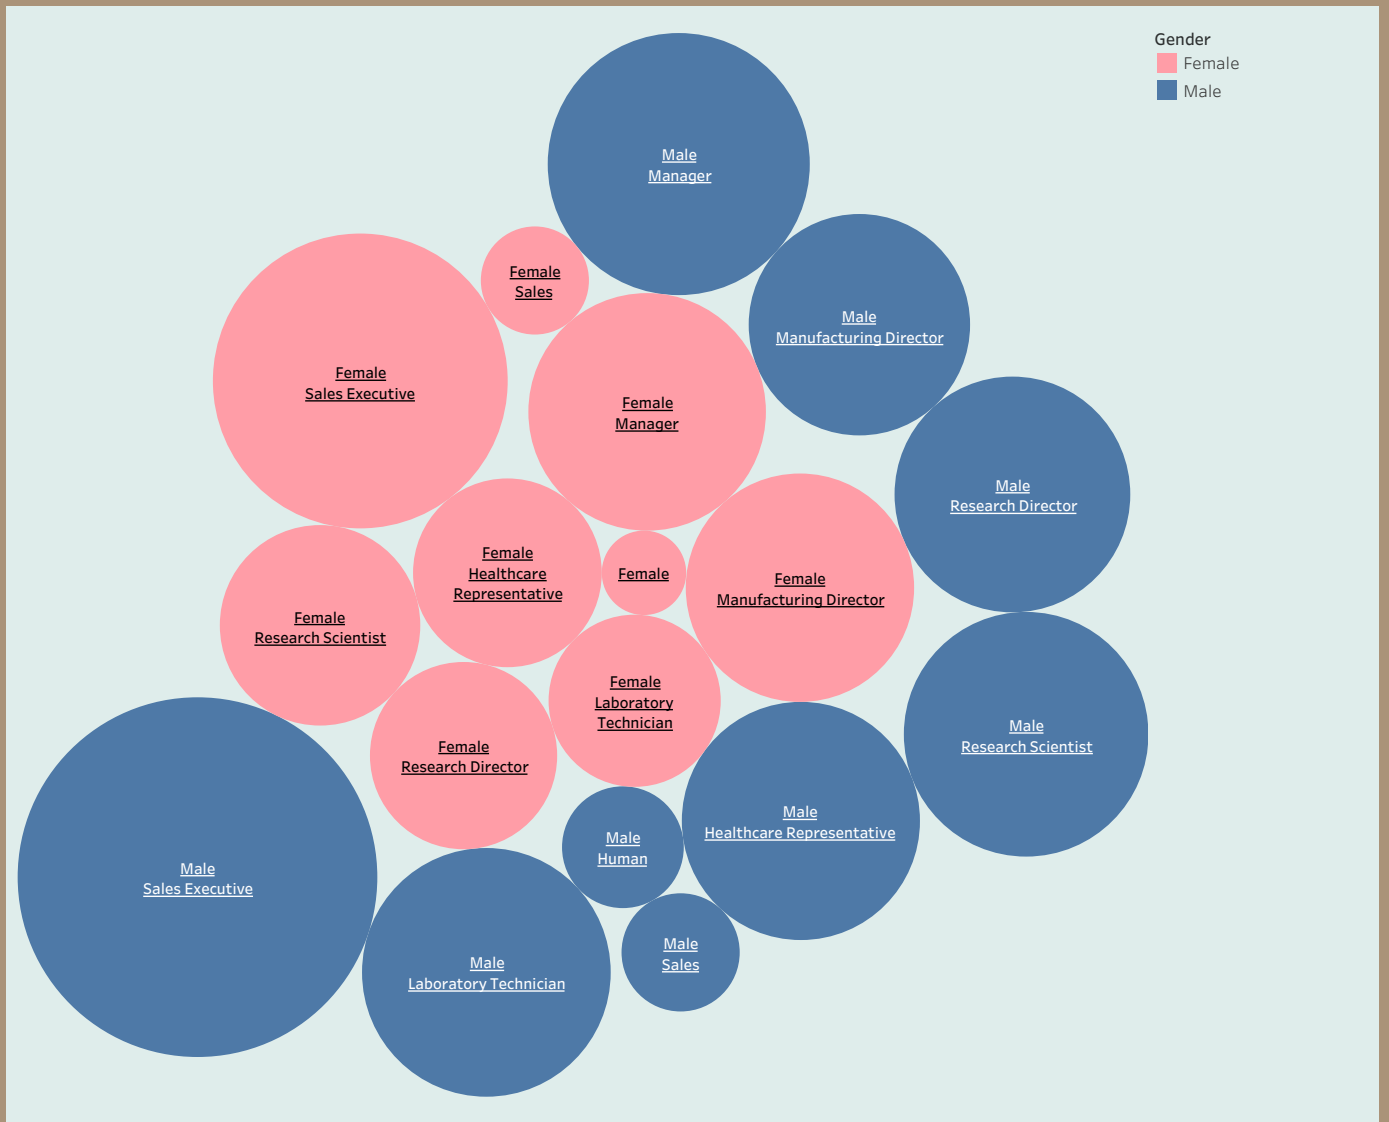 Gender
Female
Male
Male
Manager
Female
Sales
Male
Manufacturing Director
Female
Sales Executive
Female
Manager
Male
Research Director
Female
Healthcare
Representative
Female
Female
Manufacturing Director
Female
Research Scientist
Female
Laboratory
Technician
Male
Research Scientist
Female
Research Director
Male
Healthcare Representative
Male
Human
Male
Sales Executive
Male
Sales
Male
Laboratory Technician